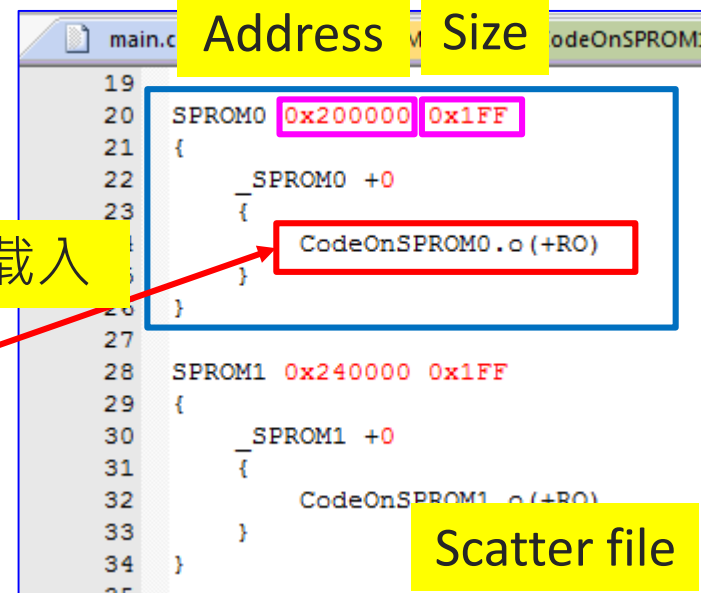 main.c
Address
M
Size
odeOnSPROM1
19
20 SPROM0 0x200000 0x1FF
21 {
22 _SPROM0 +0
23 {
载入
CodeOnSPROM0.o(+RO)
}
26 }
27
28 SPROM1 0x240000 0x1FF
29 {
30 _SPROM1 +0
31 {
32 CodeOnSPROM1.o(+RO)
33 }
Scatter file
34 }